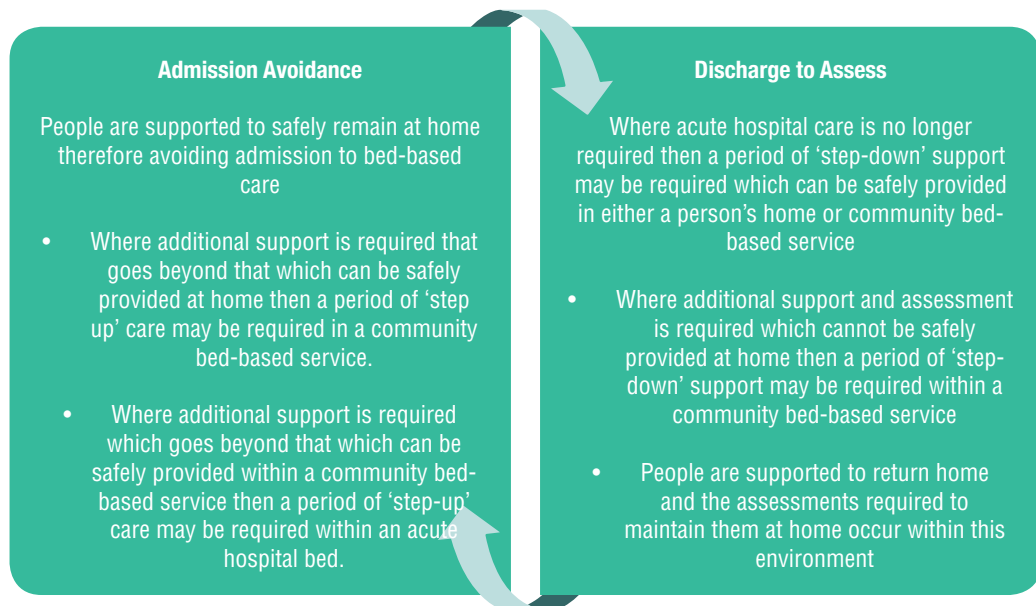 Admission Avoidance
People are supported to safely remain at home
therefore avoiding admission to bed-based
care
• Where additional support is required that
goes beyond that which can be safely
provided at home then a period of ‘step
up’ care may be required in a community
bed-based service.
• Where additional support is required
which goes beyond that which can be
safely provided within a community bed-
based service then a period of ‘step-up’
care may be required within an acute
hospital bed.
Discharge to Assess
Where acute hospital care is no longer
required then a period of ‘step-down’ support
may be required which can be safely provided
in either a person’s home or community bed-
based service
• Where additional support and assessment
is required which cannot be safely
provided at home then a period of ‘step-
down’ support may be required within a
community bed-based service
• People are supported to return home
and the assessments required to
maintain them at home occur within this
environment